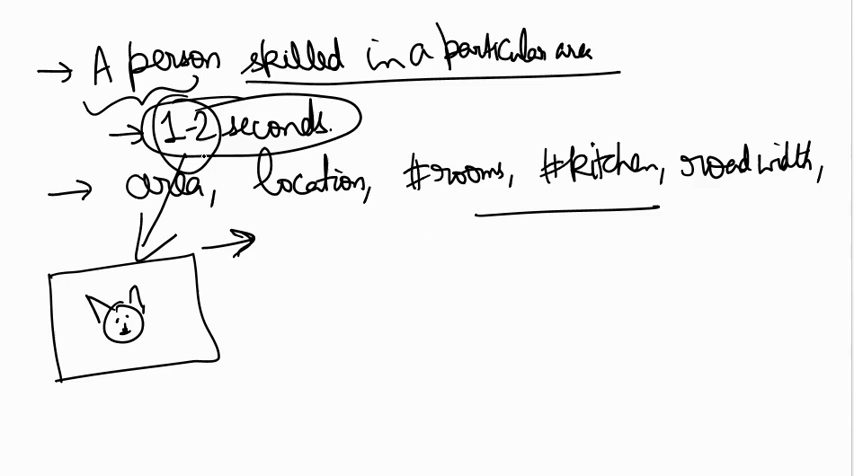 → A person skilled in a particular area
→ 1-2 seconds.
→ area, location, #rooms, #kitchen, road width,